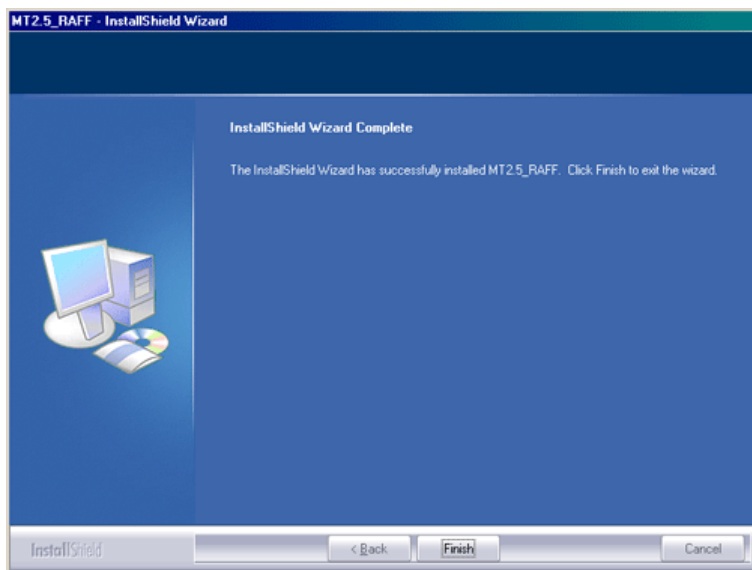 MT2.5_RAFF - InstallShield Wizard
InstallShield Wizard Complete
The InstallShield Wizard has successfully installed MT2.5_RAFF. Click Finish to exit the wizard.
InstallShield
< Back
Finish
Cancel